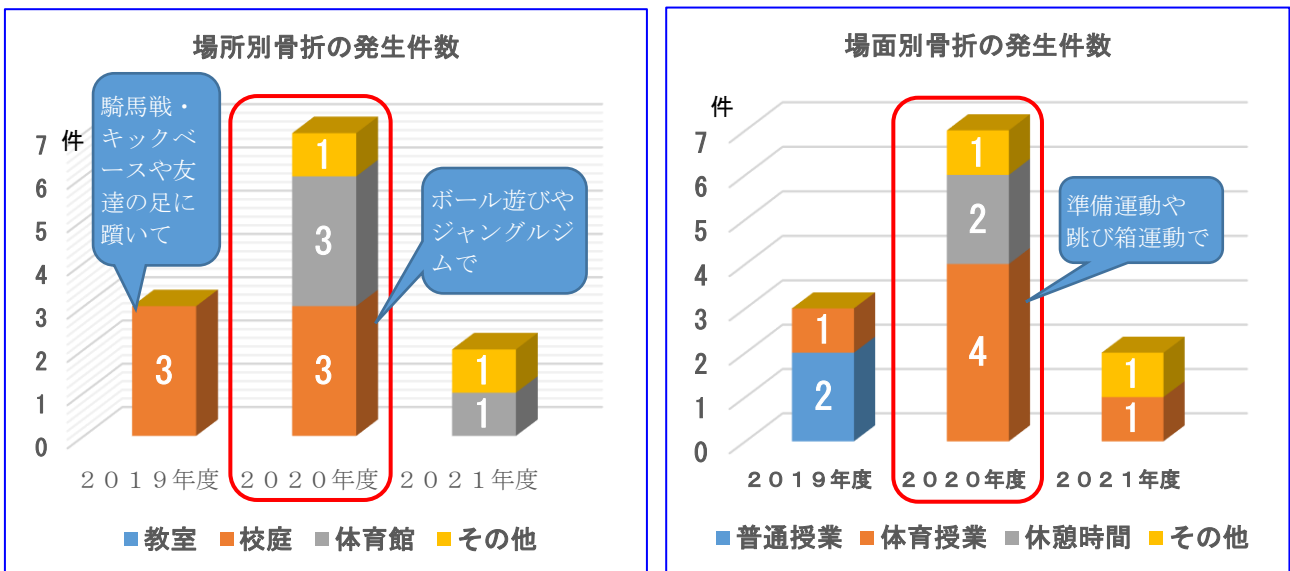 場所別骨折の発生件数
件
7
6
5
4
3
2
1
0
騎馬戦・
キックベ
ースや友
達の足に
躓いて
ボール遊びや
ジャングルジ
ムで
3
1
3
3
1
1
２０１９年度
２０２０年度
２０２１年度
教室 校庭 体育館 その他
場面別骨折の発生件数
件
7
6
5
4
3
2
1
0
準備運動や
跳び箱運動で
1
2
1
2
4
1
1
２０１９年度
２０２０年度
２０２１年度
普通授業 体育授業 休憩時間 その他